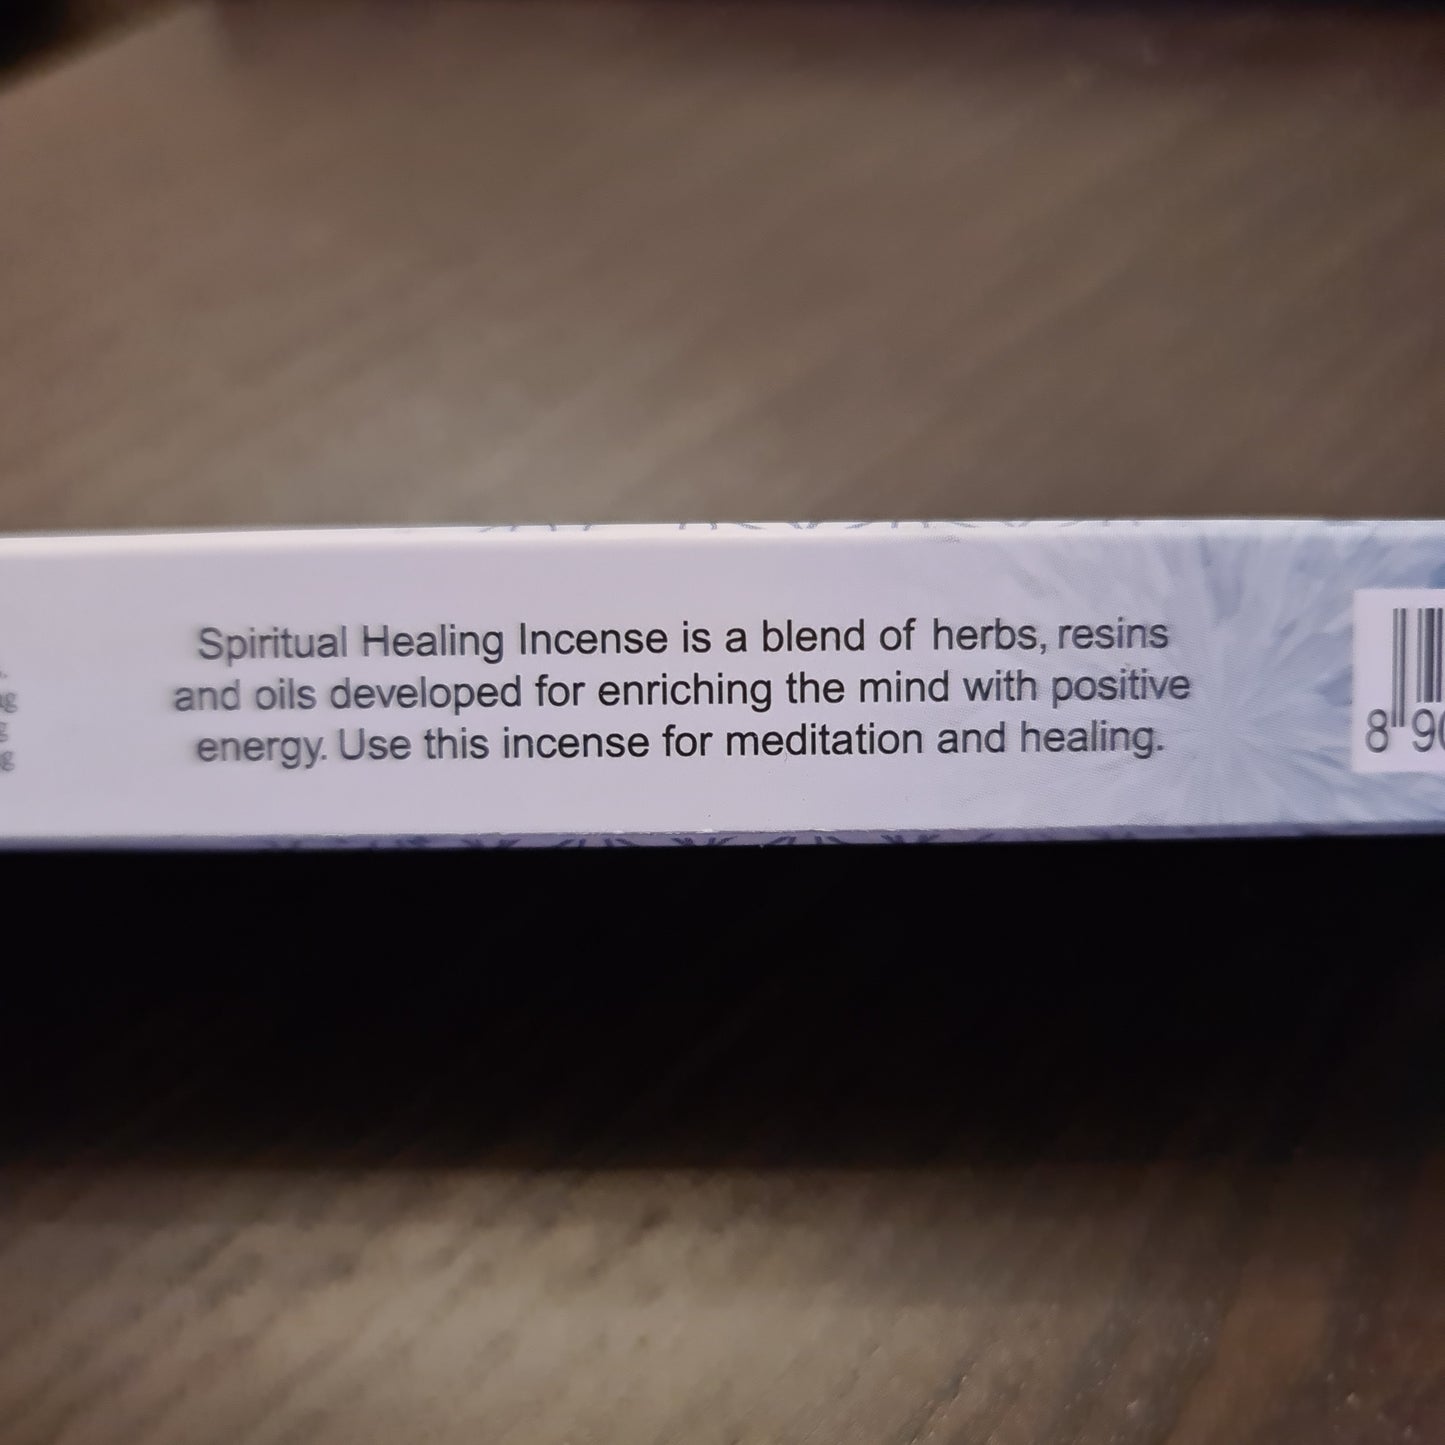 Spiritual Healing Incense is a blend of herbs, resins
and oils developed for enriching the mind with positive
energy. Use this incense for meditation and healing.
8